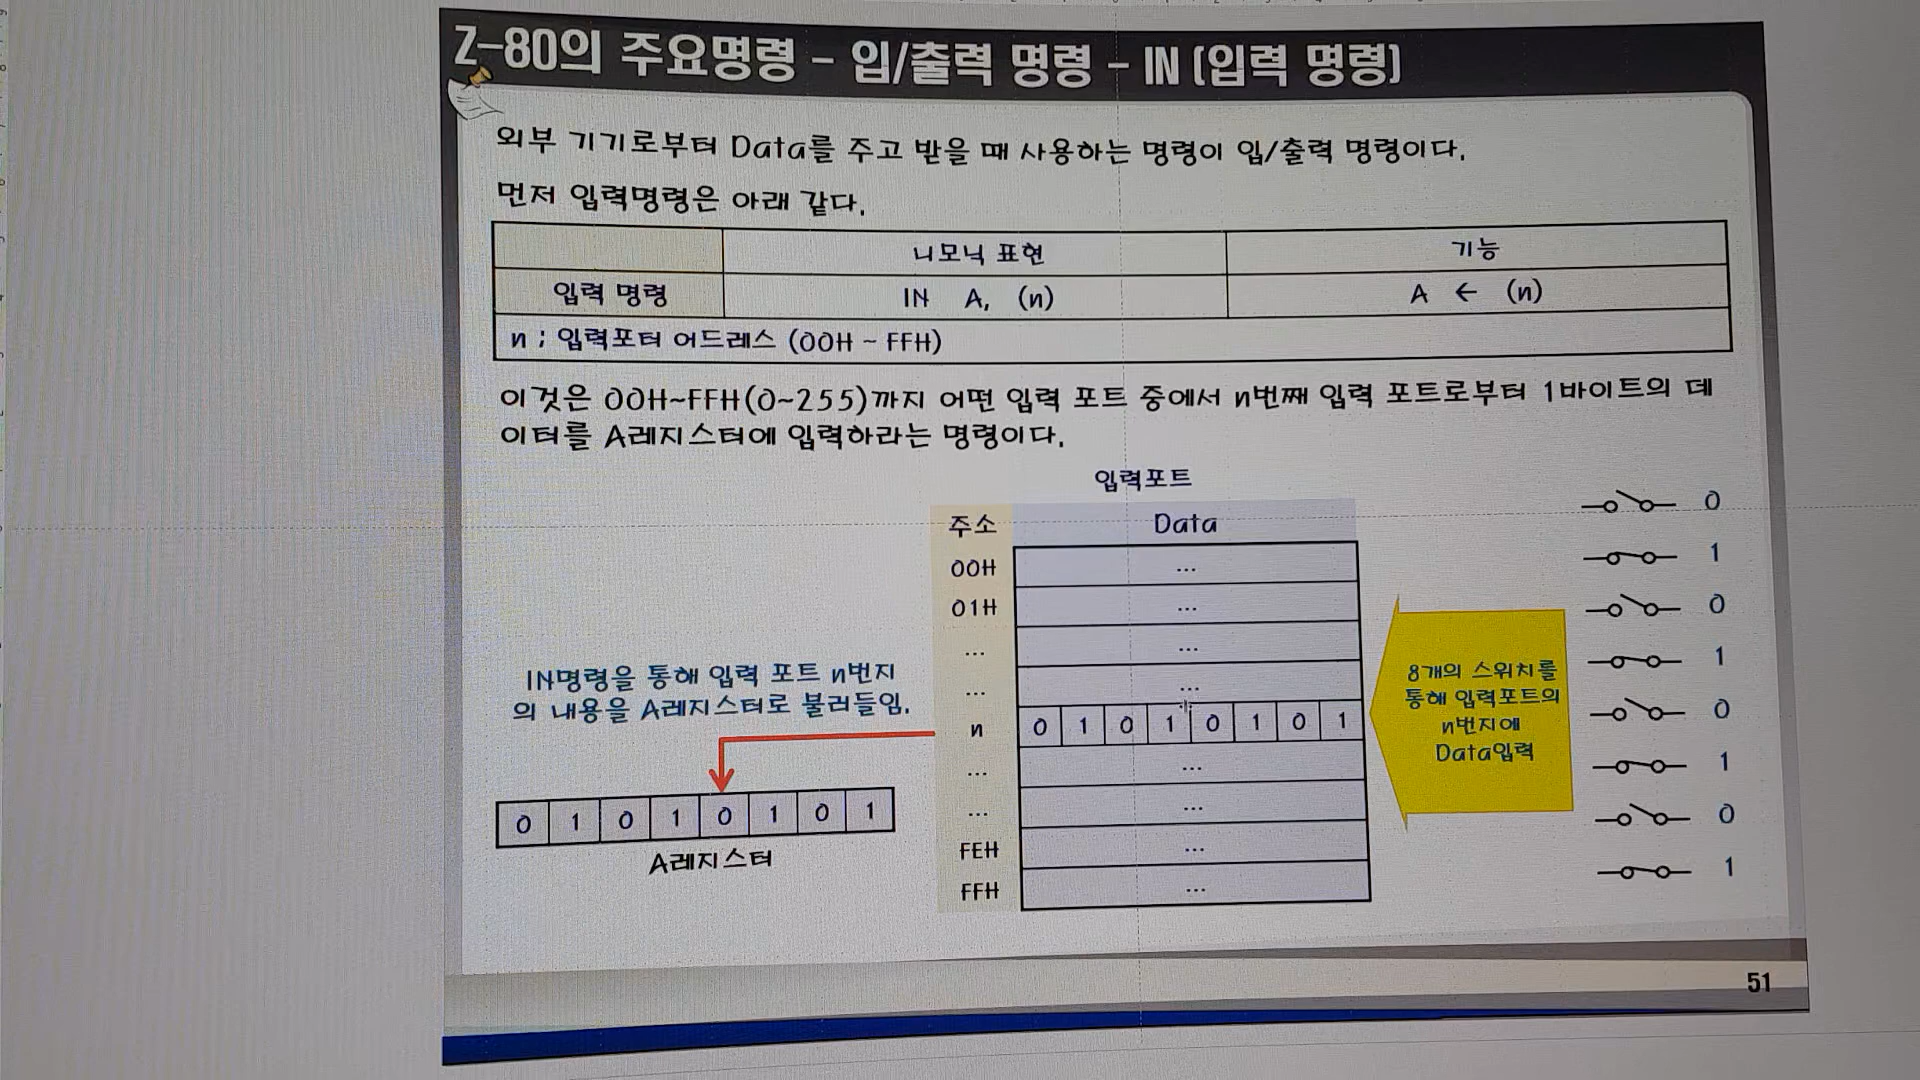 Z-80의 주요명령 - 입/출력 명령 - IN (입력 명령)
외부 기기로부터 Data를 주고 받을 때 사용하는 명령이 입/출력 명령이다.
먼저 입력명령은 아래 같다.
니모닉 표현 기능
입력 명령 IN A, (n) A ← (n)
n ; 입력포터 어드레스 (00H ~ FFH)
이것은 00H~FFH(0~255)까지 어떤 입력 포트 중에서 n번째 입력 포트로부터 1바이트의 데
이터를 A레지스터에 입력하라는 명령이다.
입력포트
주소 Data
00H ...
01H ...
... ...
... ...
n 0 1 0 1 0 1 0 1
... ...
... ...
FEH ...
FFH ...
IN명령을 통해 입력 포트 n번지
의 내용을 A레지스터로 불러들임.
0 1 0 1 0 1 0 1
A레지스터
8개의 스위치를
통해 입력포트의
n번지에
Data입력
0
1
0
1
0
1
0
1
51